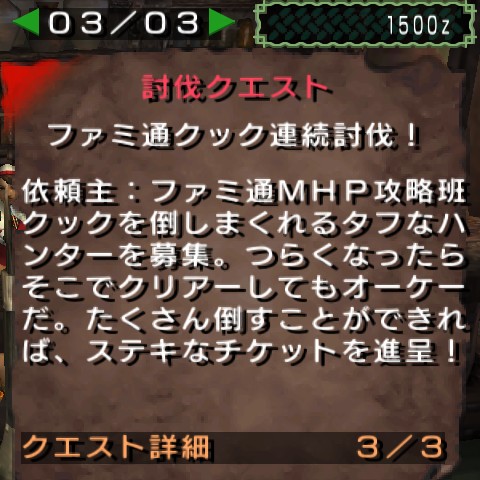 ０３／０３
1500z
討伐クエスト
ファミ通クック連続討伐！
依頼主：ファミ通ＭＨＰ攻略班
クックを倒しまくれるタフなハ
ンターを募集。つらくなったら
そこでクリアーしてもオーケー
だ。たくさん倒すことができれ
ば、ステキなチケットを進呈！
クエスト詳細　３／３